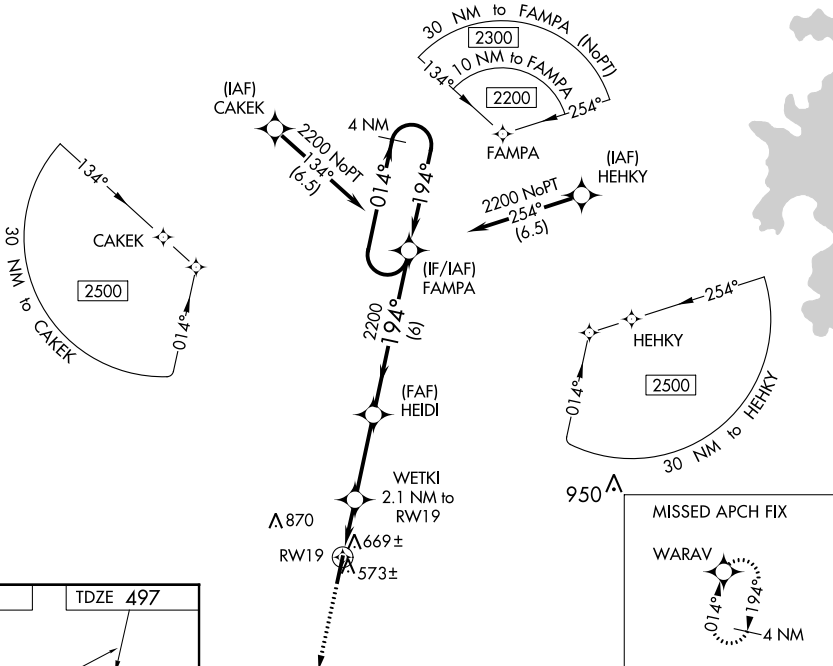 30 NM to FAMPA (NoPT)
2300
10 NM to FAMPA
134°
2200
254°
FAMPA
(IAF)
CAKEK
2200 NoPT
134°
(6.5)
4 NM
014°
194°
(IAF)
HEHKY
2200 NoPT
254°
(6.5)
134°
CAKEK
2500
014°
30 NM to CAKEK
(IF/IAF)
FAMPA
2200
194°
(6)
254°
HEHKY
2500
014°
30 NM to HEHKY
(FAF)
HEIDI
WETKI
2.1 NM to
RW19
870
669±
RW19
573±
950
MISSED APCH FIX
WARAV
014°
194°
4 NM
TDZE 497